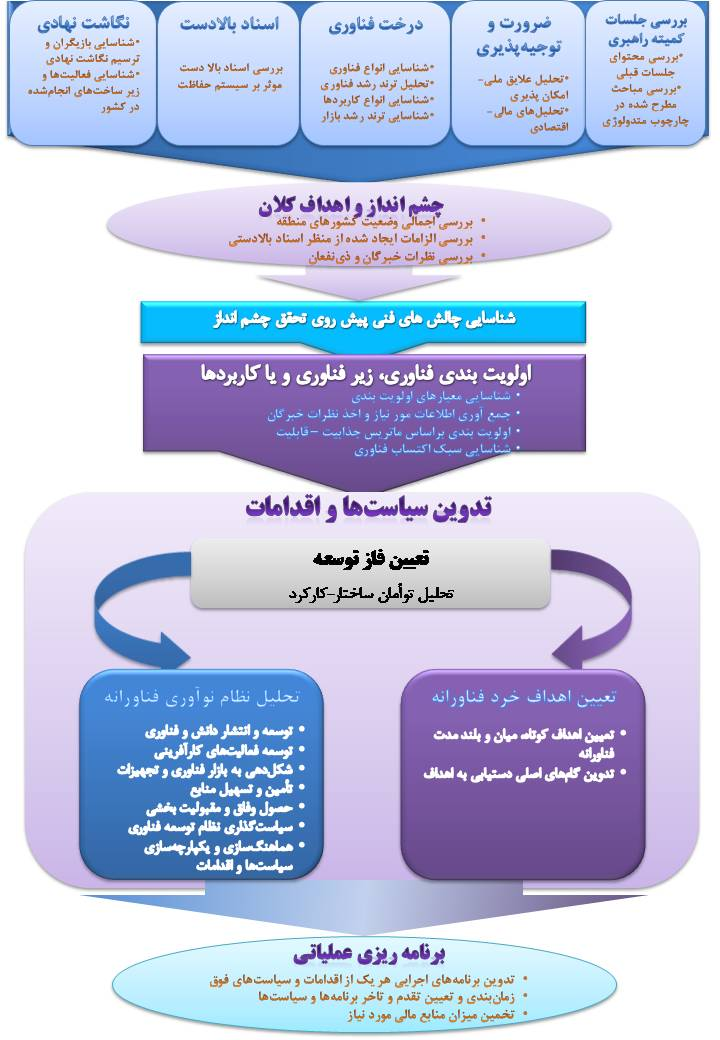 بررسی جلسات
کمیته راهبری
•بررسی محتوای
جلسات قبلی
•بررسی مباحث
مطرح شده در
چارچوب متدولوژی
ضرورت و
توجیه‌پذیری
•تحلیل علایق ملی-
امکان پذیری
•تحلیل‌های مالی-
اقتصادی
درخت فناوری
•شناسایی انواع فناوری
•تحلیل ترند رشد فناوری
•شناسایی انواع کاربردها
•شناسایی ترند رشد بازار
اسناد بالادست
بررسی اسناد بالا دست
موثر بر سیستم حفاظت
نگاشت نهادی
•شناسایی بازیگران و
ترسیم نگاشت نهادی
•شناسایی فعالیت‌ها و
زیر ساخت‌های انجام‌شده
در کشور
چشم انداز و اهداف کلان
• بررسی اجمالی وضعیت کشورهای منطقه
• بررسی الزامات ایجاد شده از منظر اسناد بالادستی
• بررسی نظرات خبرگان و ذی‌نفعان
شناسایی چالش های فنی پیش روی تحقق چشم انداز
اولویت بندی فناوری، زیر فناوری و یا کاربردها
• شناسایی معیارهای اولویت بندی
• جمع آوری اطلاعات مور نیاز و اخذ نظرات خبرگان
• اولویت بندی براساس ماتریس جذابیت – قابلیت
• شناسایی سبک اکتساب فناوری
تدوین سیاست‌ها و اقدامات
تعیین فاز توسعه
تحلیل توأمان ساختار-کارکرد
تعیین اهداف خرد فناورانه
• تعیین اهداف کوتاه، میان و بلند مدت
فناورانه
• تدوین گام‌های اصلی دستیابی به اهداف
تحلیل نظام نوآوری فناورانه
• توسعه و انتشار دانش و فناوری
• توسعه فعالیت‌های کارآفرینی
• شکل‌دهی به بازار فناوری و تجهیزات
• تأمین و تسهیل منابع
• حصول وفاق و مقبولیت بخشی
• سیاست‌گذاری نظام توسعه فناوری
• هماهنگ‌سازی و یکپارچه‌سازی
سیاست‌ها و اقدامات
برنامه ریزی عملیاتی
• تدوین برنامه‌های اجرایی هر یک از اقدامات و سیاست‌های فوق
• زمان‌بندی و تعیین تقدم و تاخر برنامه‌ها و سیاست‌ها
• تخمین میزان منابع مالی مورد نیاز